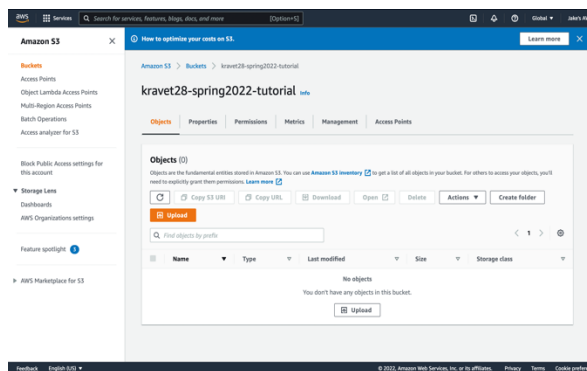 aws
Services
Search for services, features, blogs, docs, and more
[Option+S]
Global ▼
Amazon S3
How to optimize your costs on S3.
Learn more
Buckets
Access Points
Object Lambda Access Points
Multi-Region Access Points
Batch Operations
Access analyzer for S3
Block Public Access settings for
this account
▼ Storage Lens
Dashboards
AWS Organizations settings
Feature spotlight 3
▶ AWS Marketplace for S3
Amazon S3 > Buckets > kravet28-spring2022-tutorial
kravet28-spring2022-tutorial Info
Objects Properties Permissions Metrics Management Access Points
Objects (0)
Objects are the fundamental entities stored in Amazon S3. You can use Amazon S3 inventory to get a list of all objects in your bucket. For others to access your objects, you'll
need to explicitly grant them permissions. Learn more
Copy S3 URI Copy URL Download Open Delete Actions ▼ Create folder
Upload
Find objects by prefix
< 1 >
Name ▼ Type Last modified Size Storage class
No objects
You don't have any objects in this bucket.
Upload
Feedback English (US) ▼
© 2022, Amazon Web Services, Inc. or its affiliates. Privacy Terms Cookie prefer